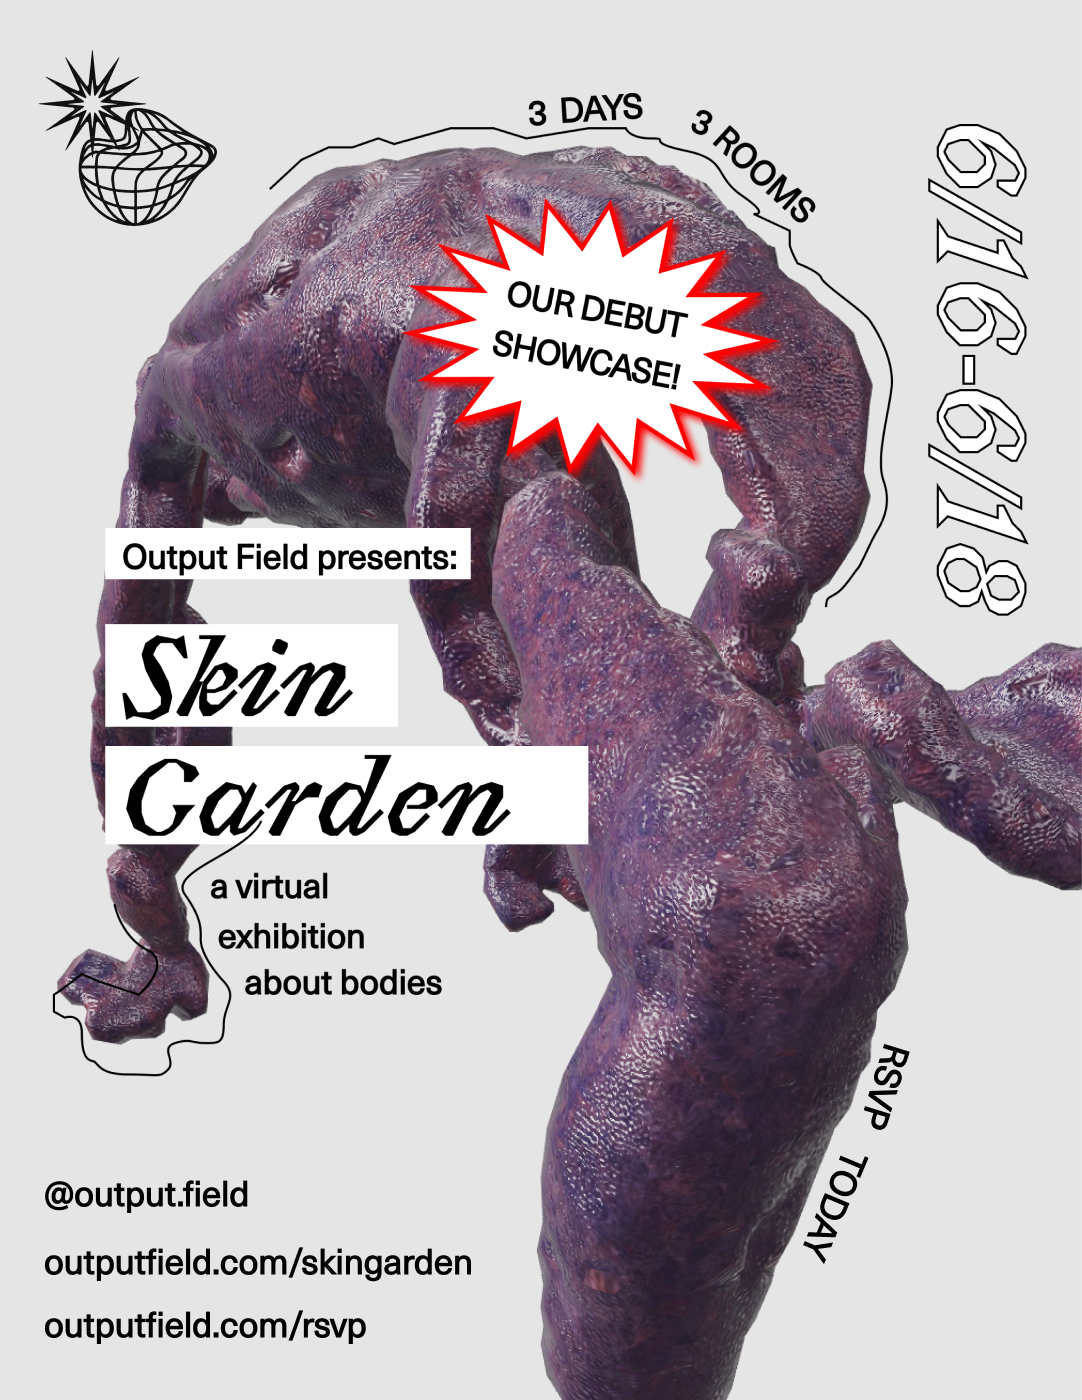 3 DAYS
3 ROOMS
6/16-6/18
OUR DEBUT
SHOWCASE!
Output Field presents:
Skin
Garden
a virtual
exhibition
about bodies
RSVP TODAY
@output.field
outputfield.com/skingarden
outputfield.com/rsvp